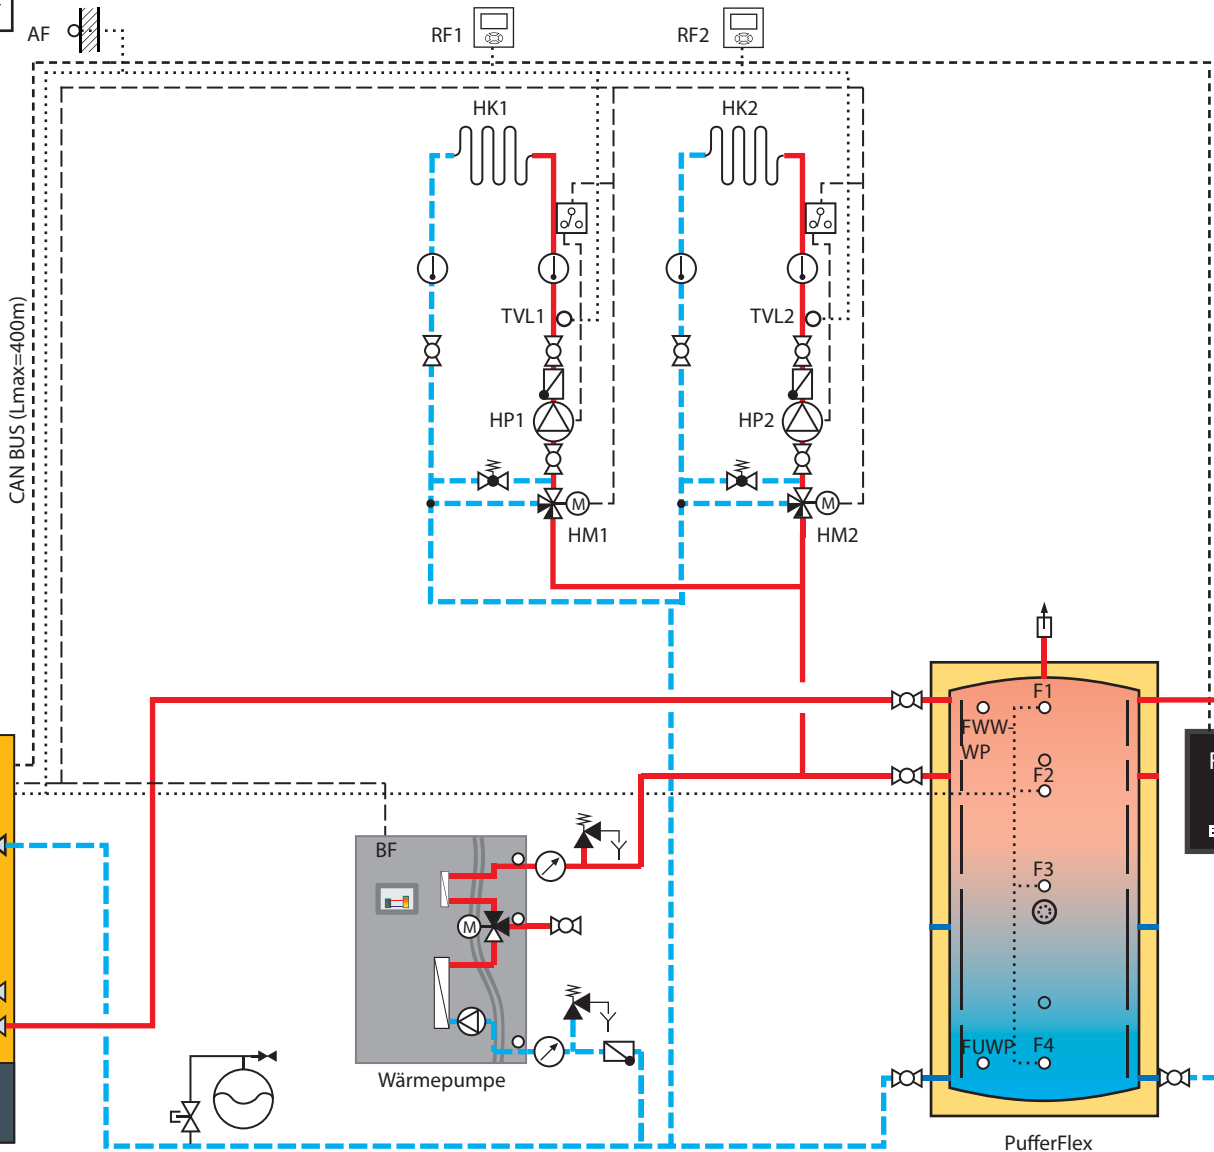 AF
RF1
RF2
HK1
HK2
CAN BUS (Lmax=400m)
TVL1
TVL2
HP1
HP2
M
M
HM1
HM2
F1
FWW-
WP
F2
BF
F3
M
FUWP
F4
Wärmepumpe
PufferFlex